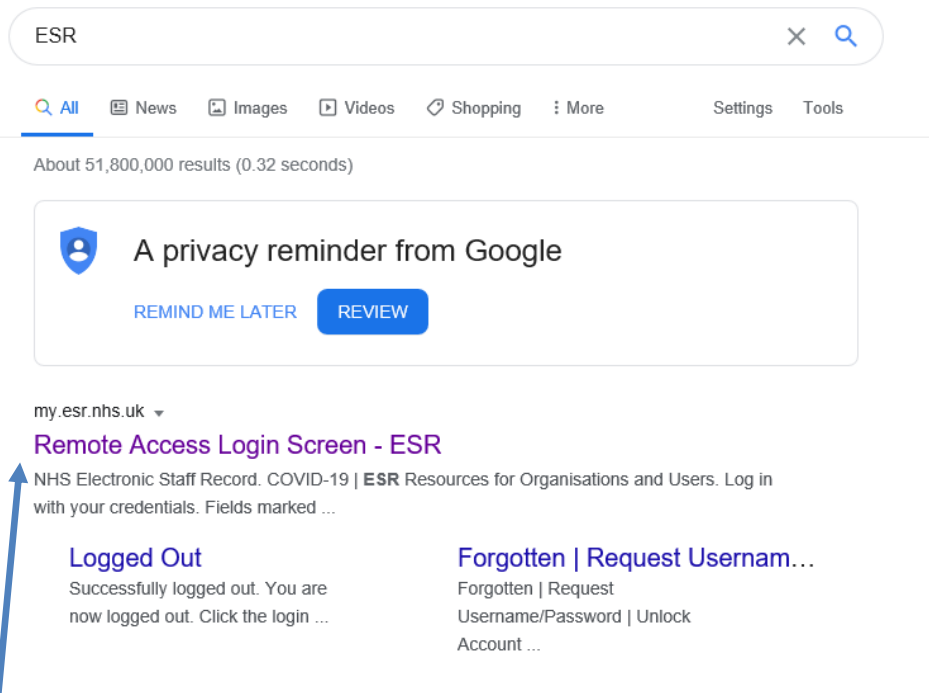 ESR
All News Images Videos Shopping More Settings Tools
About 51,800,000 results (0.32 seconds)
A privacy reminder from Google
REMIND ME LATER REVIEW
my.esr.nhs.uk
Remote Access Login Screen - ESR
NHS Electronic Staff Record. COVID-19 | ESR Resources for Organisations and Users. Log in
with your credentials. Fields marked ...
Logged Out
Successfully logged out. You are
now logged out. Click the login ...
Forgotten | Request Usernam...
Forgotten | Request
Username/Password | Unlock
Account ...